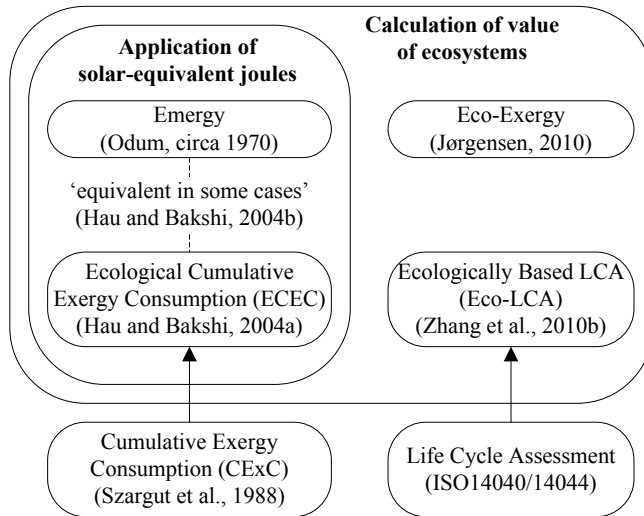 Application of
solar-equivalent joules
Calculation of value
of ecosystems
Emergy
(Odum, circa 1970)
Eco-Exergy
(Jørgensen, 2010)
‘equivalent in some cases’
(Hau and Bakshi, 2004b)
Ecological Cumulative
Exergy Consumption (ECEC)
(Hau and Bakshi, 2004a)
Ecologically Based LCA
(Eco-LCA)
(Zhang et al., 2010b)
Cumulative Exergy
Consumption (CExC)
(Szargut et al., 1988)
Life Cycle Assessment
(ISO14040/14044)